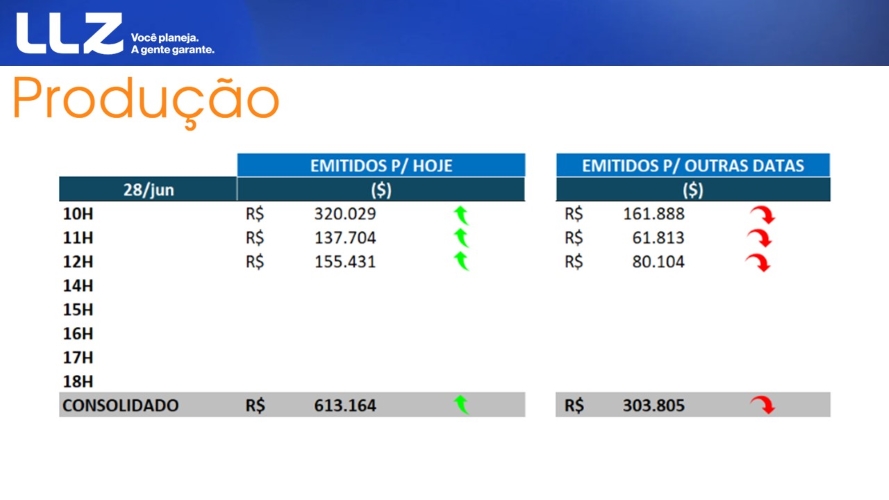 LLZ
Você planeja.
A gente garante.
Produção
EMITIDOS P/ HOJE EMITIDOS P/ OUTRAS DATAS
28/jun ($) ($)
10H R$ 320.029 R$ 161.888
11H R$ 137.704 R$ 61.813
12H R$ 155.431 R$ 80.104
14H
15H
16H
17H
18H
CONSOLIDADO R$ 613.164 R$ 303.805